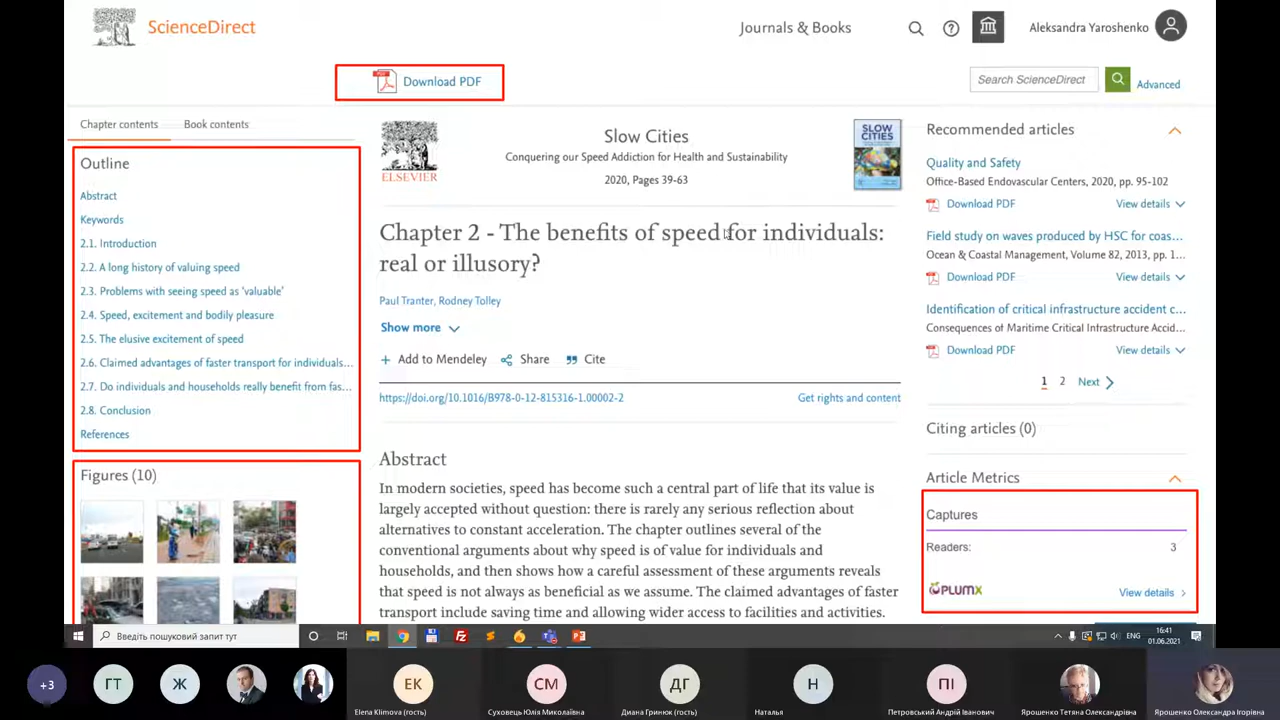 ScienceDirect
Journals & Books
Aleksandra Yaroshenko
Download PDF
Search ScienceDirect
Advanced
Chapter contents
Book contents
Outline
Abstract
Keywords
2.1. Introduction
2.2. A long history of valuing speed
2.3. Problems with seeing speed as ‘valuable’
2.4. Speed, excitement and bodily pleasure
2.5. The elusive excitement of speed
2.6. Claimed advantages of faster transport for individuals...
2.7. Do individuals and households really benefit from fas...
2.8. Conclusion
References
Figures (10)
ELSEVIER
Slow Cities
Conquering our Speed Addiction for Health and Sustainability
2020, Pages 39-63
SLOW
CITIES
Chapter 2 - The benefits of speed for individuals:
real or illusory?
Paul Tranter, Rodney Tolley
Show more
+ Add to Mendeley
Share
Cite
https://doi.org/10.1016/B978-0-12-815316-1.00002-2
Get rights and content
Abstract
In modern societies, speed has become such a central part of life that its value is
largely accepted without question: there is rarely any serious reflection about
alternatives to constant acceleration. The chapter outlines several of the
conventional arguments about why speed is of value for individuals and
households, and then shows how a careful assessment of these arguments reveals
that speed is not always as beneficial as we assume. The claimed advantages of faster
transport include saving time and allowing wider access to facilities and activities.
Recommended articles
Quality and Safety
Office-Based Endovascular Centers, 2020, pp. 95-102
Download PDF
View details
Field study on waves produced by HSC for coas...
Ocean & Coastal Management, Volume 82, 2013, pp. 1...
Download PDF
View details
Identification of critical infrastructure accident c...
Consequences of Maritime Critical Infrastructure Accid...
Download PDF
View details
1 2 Next
Citing articles (0)
Article Metrics
Captures
Readers: 3
PLUMX
View details
Введіть пошуковий запит тут
ENG
16:41
01.06.2021
+3
ГТ
Ж
ЕК
СМ
ДГ
Н
ПІ
Elena Klimova (гость)
Суховець Юлія Миколаївна
Диана Гринюк (гость)
Наталья
Петровський Андрій Іванович
Ярошенко Тетяна Олександрівна
Ярошенко Олександра Ігорівна